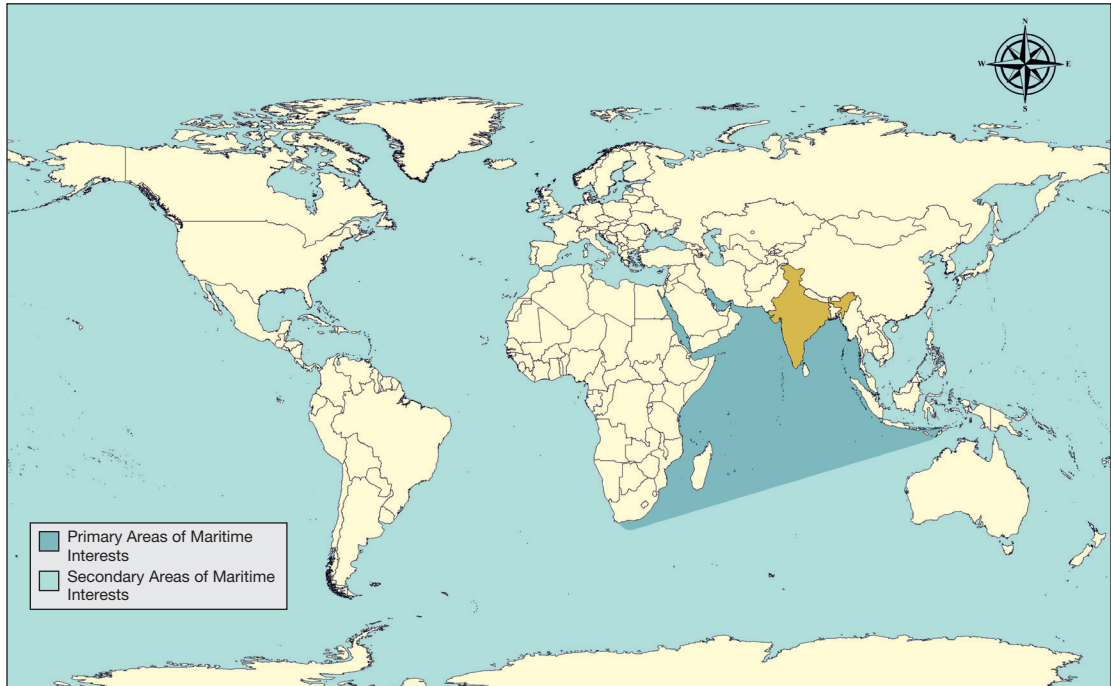 N
W E
S
Primary Areas of Maritime
Interests
Secondary Areas of Maritime
Interests